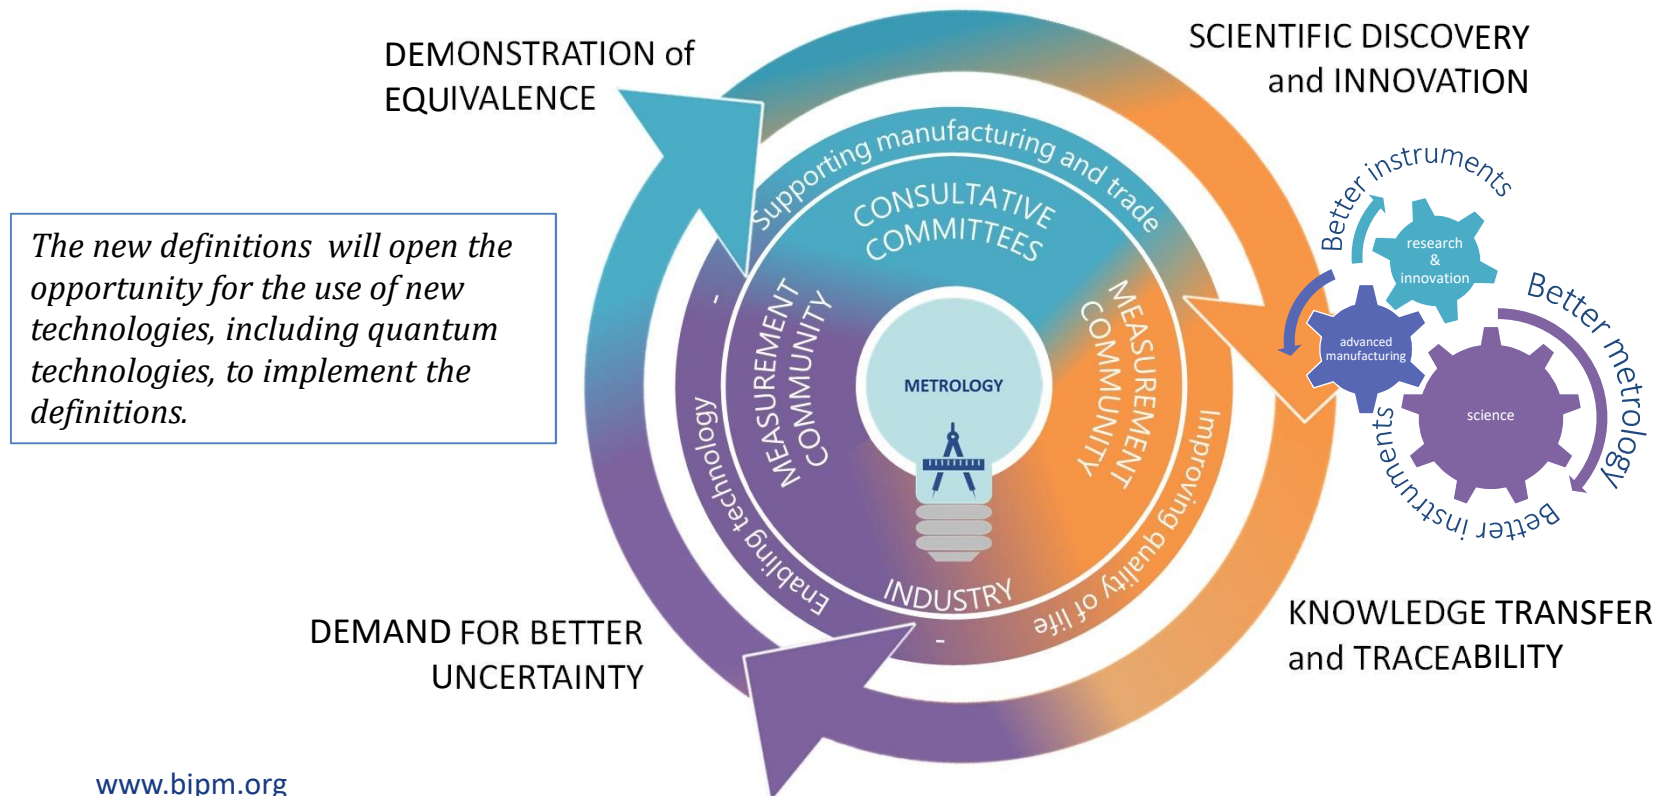 DEMONSTRATION of
EQUIVALENCE
SCIENTIFIC DISCOVERY
and INNOVATION
The new definitions will open the
opportunity for the use of new
technologies, including quantum
technologies, to implement the
definitions.
Supporting manufacturing and trade
CONSULTATIVE
COMMITTEES
MEASUREMENT
COMMUNITY
MEASUREMENT
COMMUNITY
METROLOGY
INDUSTRY
- Enabling technology -
Improving quality of life
Better instruments
research
&
innovation
advanced
manufacturing
science
Better metrology
Better instruments
DEMAND FOR BETTER
UNCERTAINTY
KNOWLEDGE TRANSFER
and TRACEABILITY
www.bipm.org